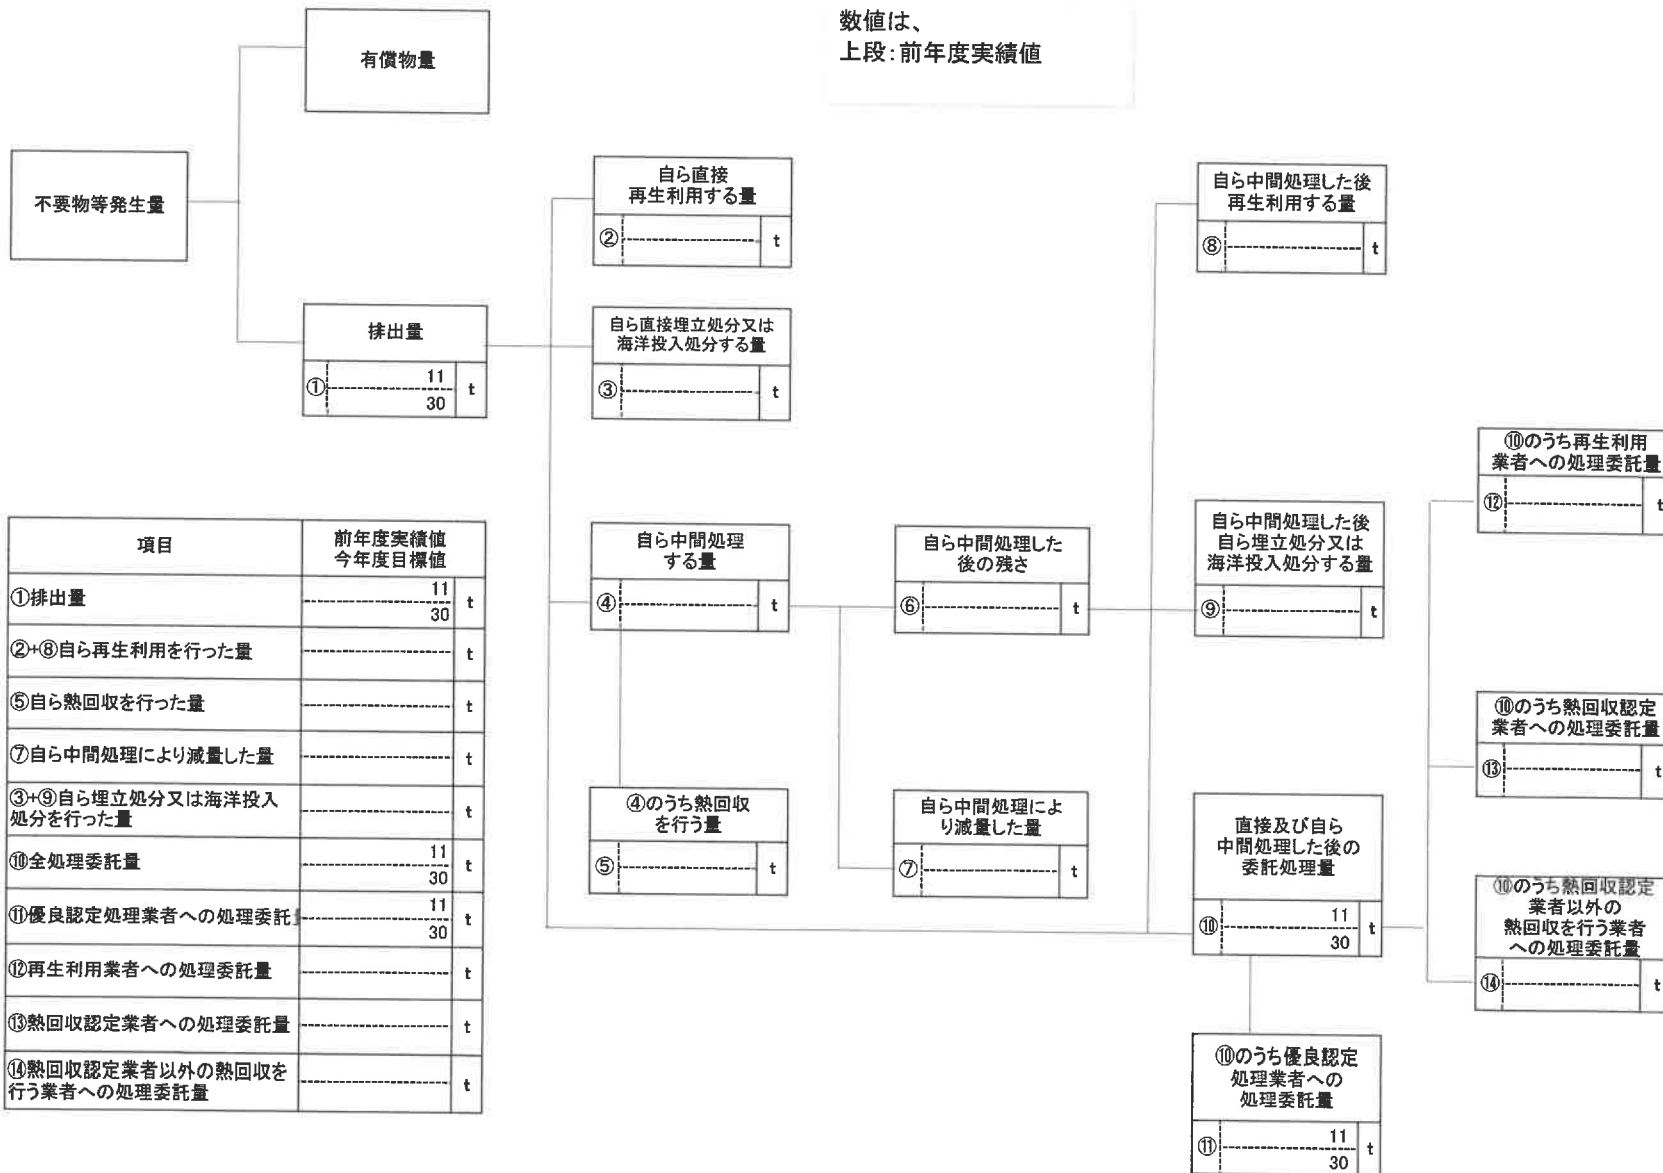 数値は、
上段：前年度実績値
有償物量
不要物等発生量
排出量
① 11 t
30
自ら直接
再生利用する量
② t
自ら直接埋立処分又は
海洋投入処分する量
③ t
自ら中間処理
する量
④ t
④のうち熱回収
を行う量
⑤ t
自ら中間処理した
後の残さ
⑥ t
自ら中間処理によ
り減量した量
⑦ t
自ら中間処理した後
再生利用する量
⑧ t
自ら中間処理した後
自ら埋立処分又は
海洋投入処分する量
⑨ t
直接及び自ら
中間処理した後の
委託処理量
⑩ 11 t
30
⑩のうち優良認定
処理業者への
処理委託量
⑪ 11 t
30
⑩のうち再生利用
業者への処理委託量
⑫ t
⑩のうち熱回収認定
業者への処理委託量
⑬ t
⑩のうち熱回収認定
業者以外の
熱回収を行う業者
への処理委託量
⑭ t
項目 前年度実績値
今年度目標値
①排出量 11 t
30
②+⑧自ら再生利用を行った量 t
⑤自ら熱回収を行った量 t
⑦自ら中間処理により減量した量 t
③+⑨自ら埋立処分又は海洋投入
処分を行った量 t
⑩全処理委託量 11 t
30
⑪優良認定処理業者への処理委託 11 t
30
⑫再生利用業者への処理委託量 t
⑬熱回収認定業者への処理委託量 t
⑭熱回収認定業者以外の熱回収を
行う業者への処理委託量 t